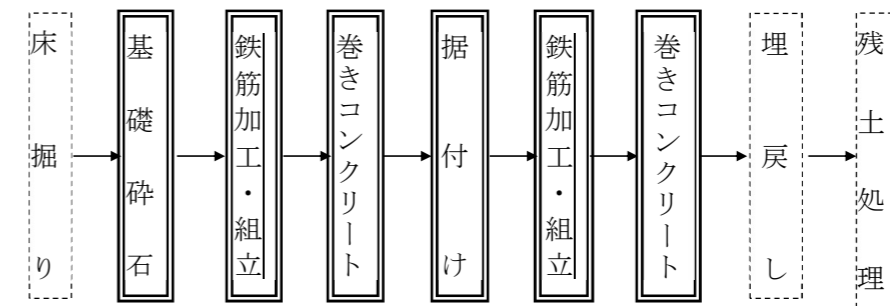 床掘り
基礎砕石
鉄筋加工・組立
巻きコンクリート
据付け
鉄筋加工・組立
巻きコンクリート
埋戻し
残土処理